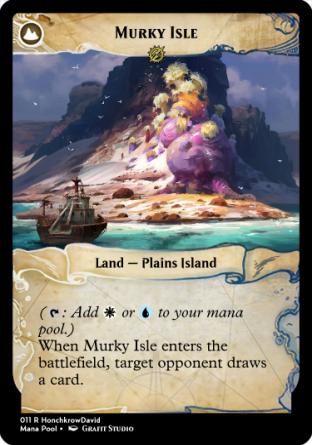 Murky Isle
Land — Plains Island
( : Add or to your mana
pool.)
When Murky Isle enters the
battlefield, target opponent draws
a card.
011 R HonchkrowDavid
Mana Pool • Grafit Studio